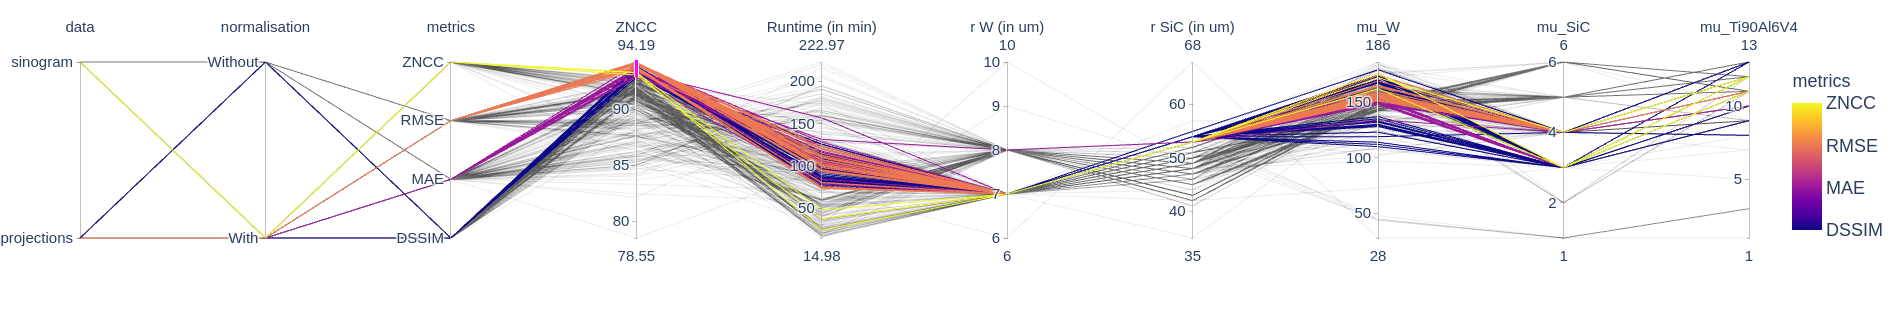 data normalisation metrics ZNCC Runtime (in min) r W (in um) r SiC (in um) mu_W mu_SiC mu_Ti90Al6V4
94.19 222.97 10 68 186 6 13
sinogram Without ZNCC 10 6
metrics
200
ZNCC
9 60
90 150 150 10
RMSE
RMSE
4
8
100 50 100
MAE
85
MAE 5
7
50 2
40 50
80
projections With DSSIM 6
DSSIM
78.55 14.98 6 35 28 1 1